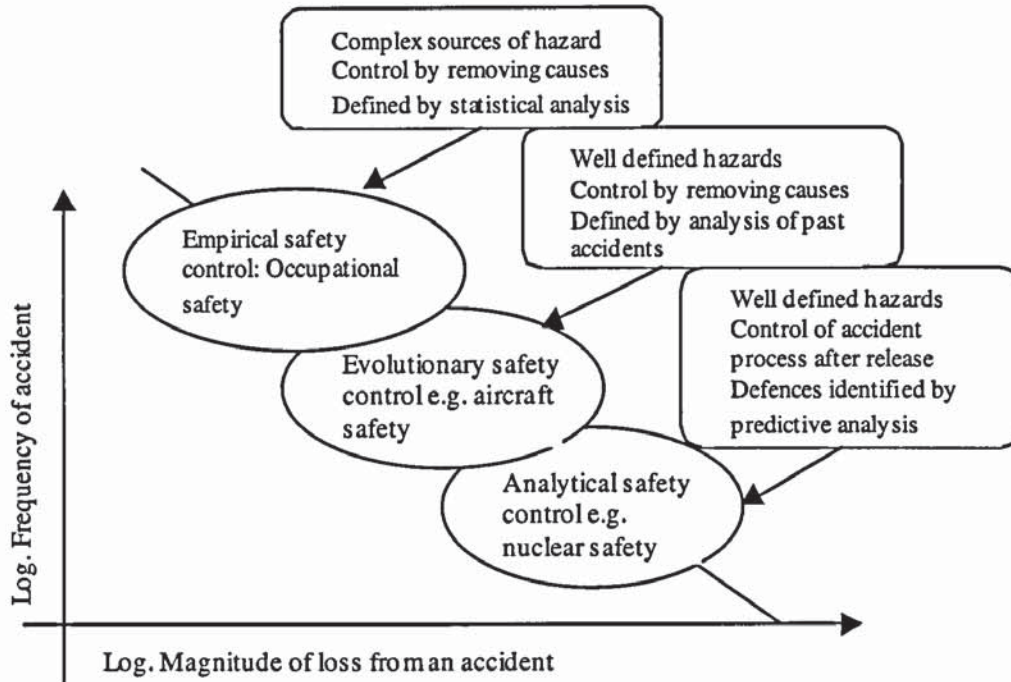 Complex sources of hazard
Control by removing causes
Defined by statistical analysis
Well defined hazards
Control by removing causes
Defined by analysis of past
accidents
Well defined hazards
Control of accident
process after release
Defences identified by
predictive analysis
Empirical safety
control: Occupational
safety
Evolutionary safety
control e.g. aircraft
safety
Analytical safety
control e.g.
nuclear safety
Log. Frequency of accident
Log. Magnitude of loss from an accident